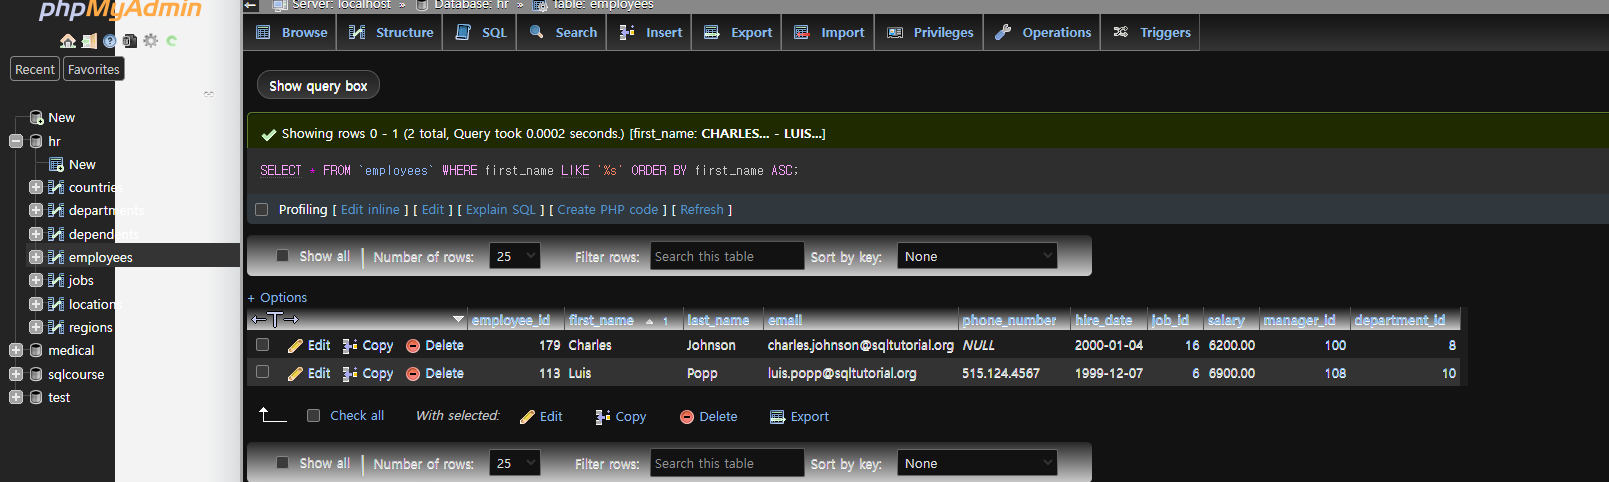 phpMyAdmin
Server: localhost » Database: hr » Table: employees
Browse Structure SQL Search Insert Export Import Privileges Operations Triggers
Recent Favorites
Show query box
New
hr
New
countries
departments
dependents
employees
jobs
locations
regions
medical
sqlcourse
test
Showing rows 0 - 1 (2 total, Query took 0.0002 seconds.) [first_name: CHARLES... - LUIS...]
SELECT * FROM `employees` WHERE first_name LIKE '%s' ORDER BY first_name ASC;
Profiling [ Edit inline ] [ Edit ] [ Explain SQL ] [ Create PHP code ] [ Refresh ]
Show all Number of rows: 25 Filter rows: Search this table Sort by key: None
+ Options
employee_id first_name 1 last_name email phone_number hire_date job_id salary manager_id department_id
Edit Copy Delete 179 Charles Johnson charles.johnson@sqltutorial.org NULL 2000-01-04 16 6200.00 100 8
Edit Copy Delete 113 Luis Popp luis.popp@sqltutorial.org 515.124.4567 1999-12-07 6 6900.00 108 10
Check all With selected: Edit Copy Delete Export
Show all Number of rows: 25 Filter rows: Search this table Sort by key: None